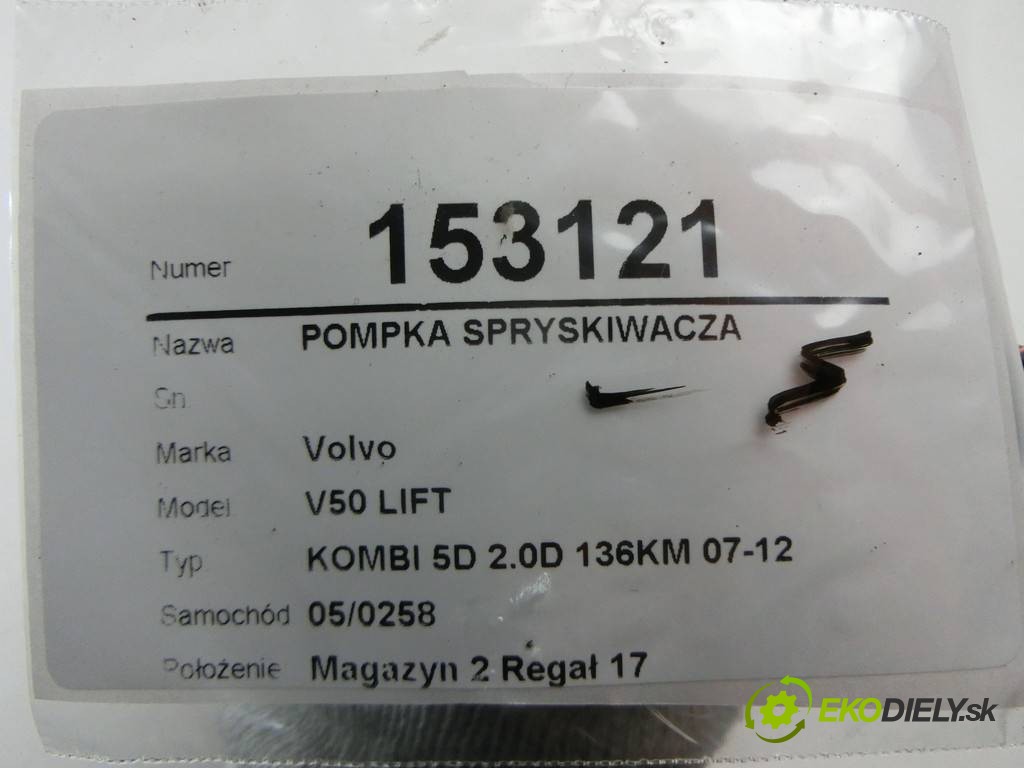 Numer 153121
Nazwa POMPKA SPRYSKIWACZA
Sn
Marka Volvo
Model V50 LIFT
Typ KOMBI 5D 2.0D 136KM 07-12
Samochód 05/0258
Położenie Magazyn 2 Regał 17
EKODIELY.sk